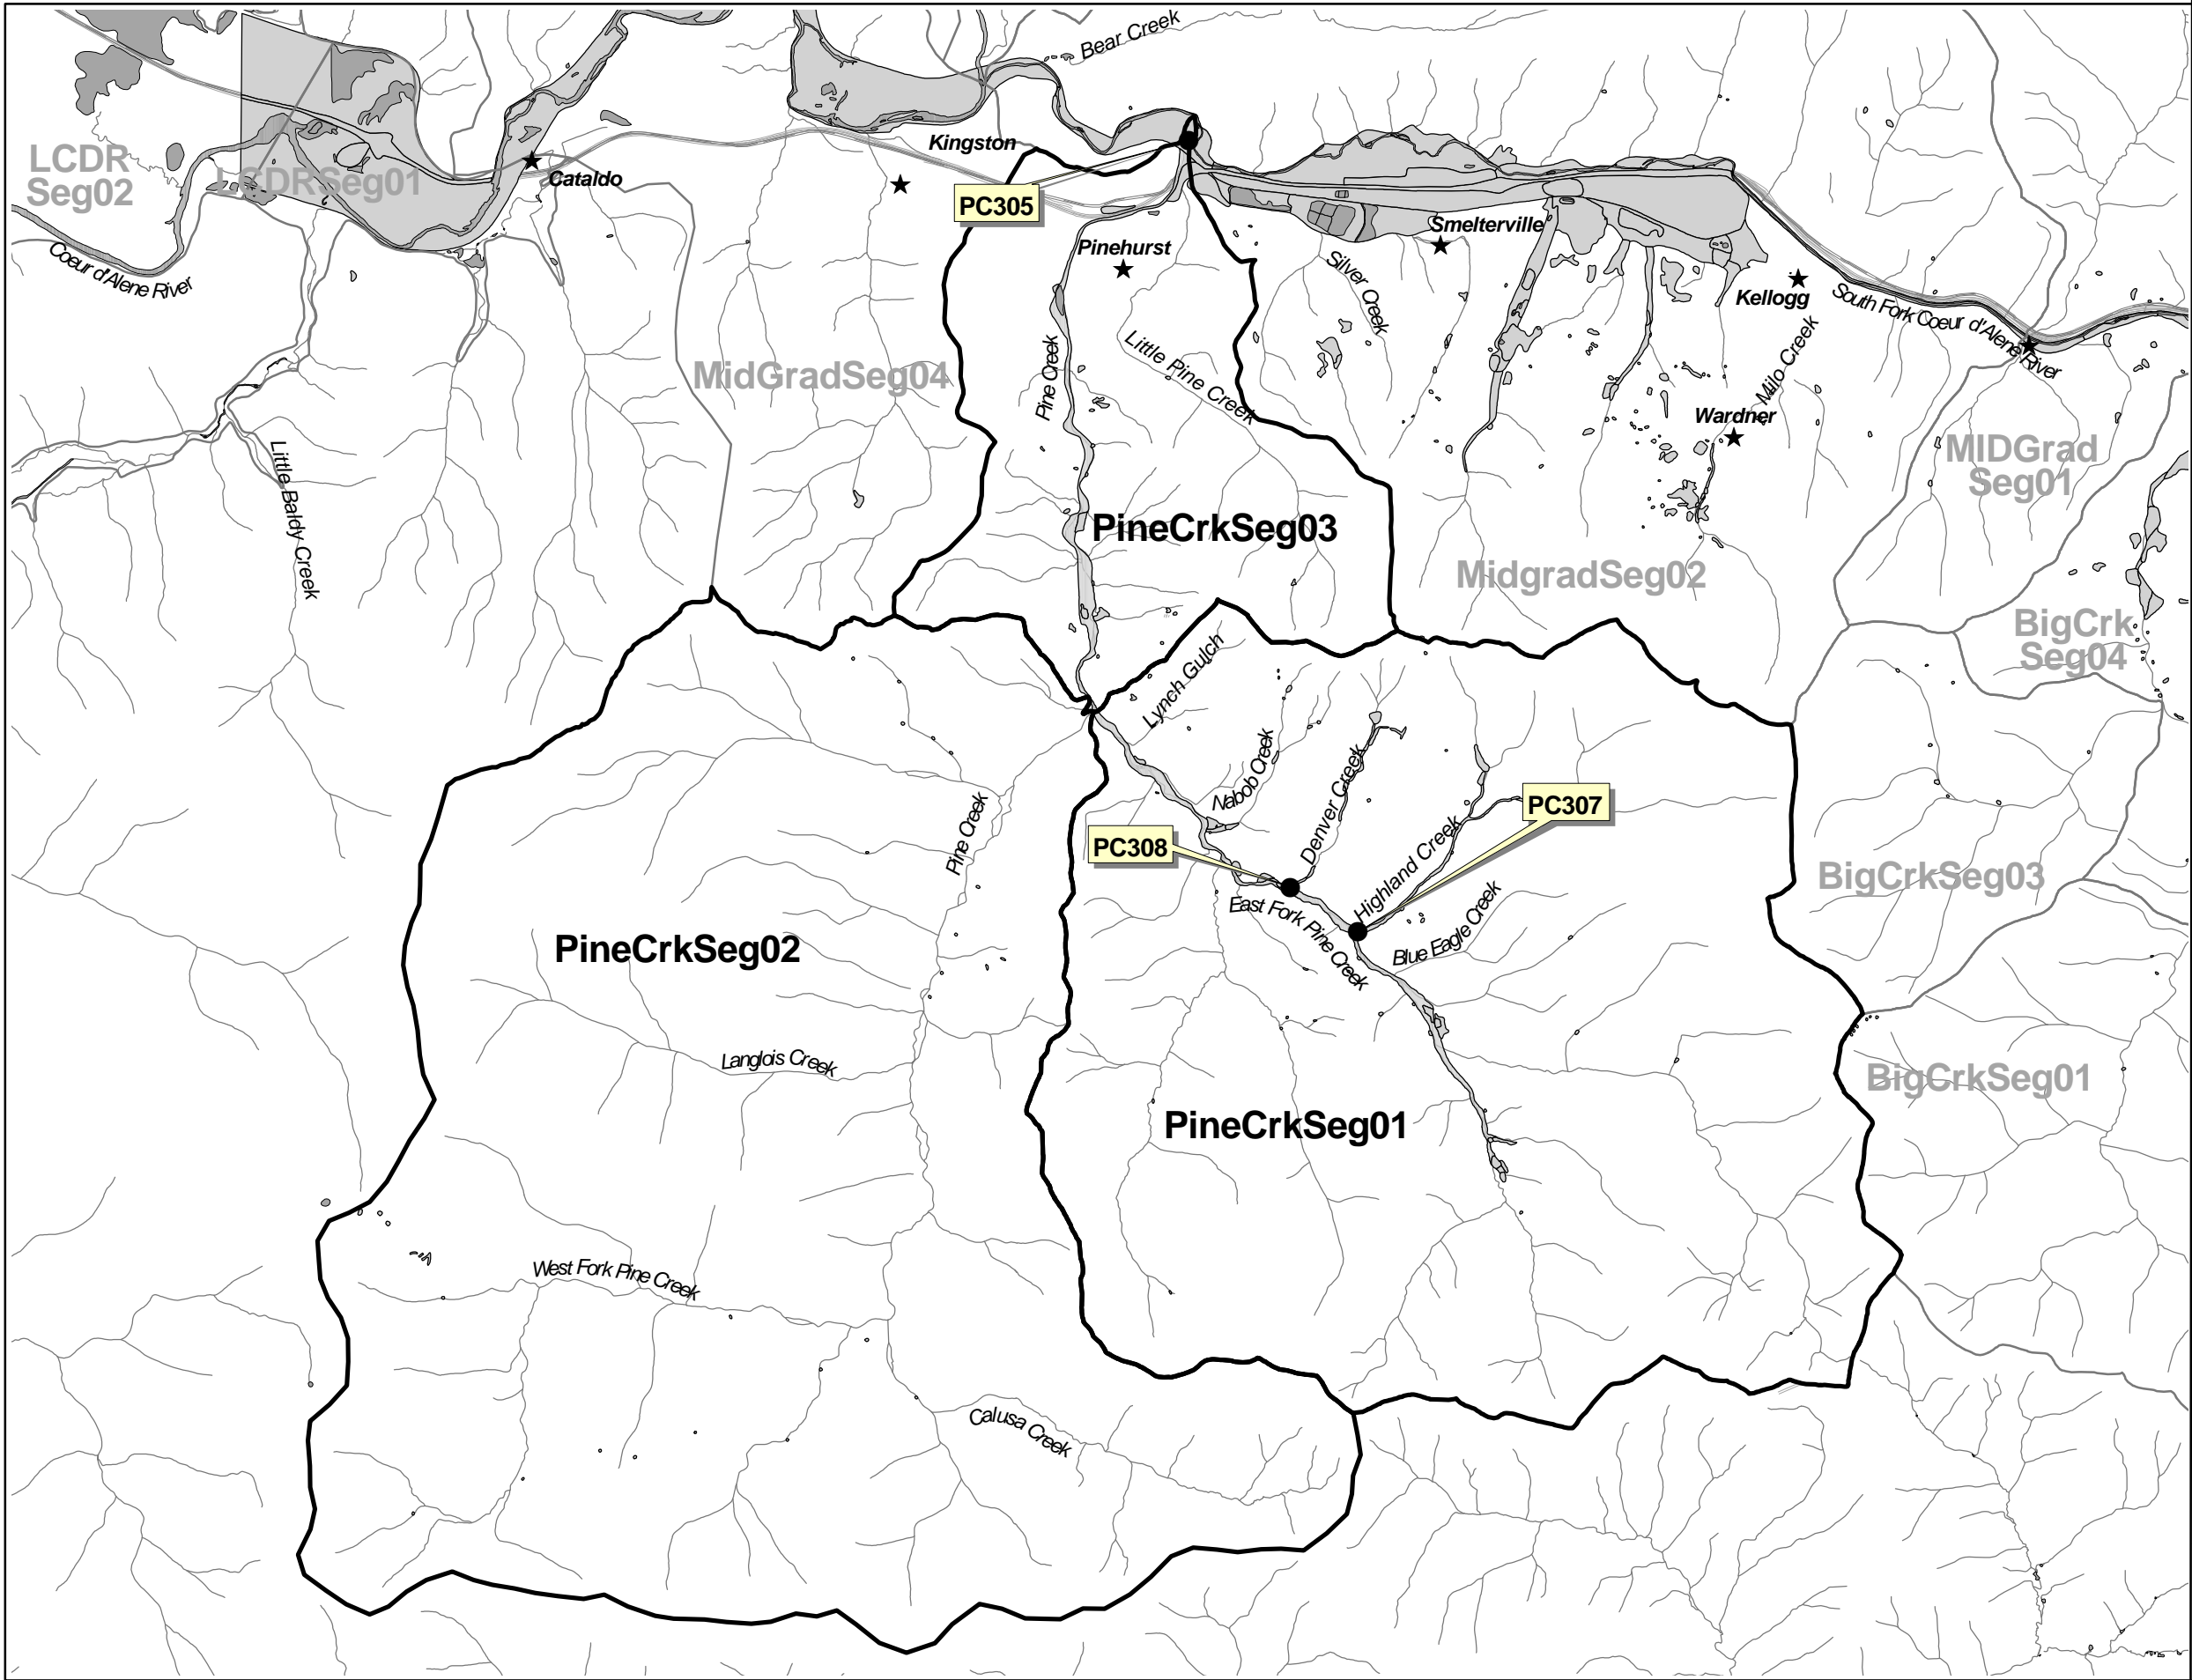 Bear Creek
Kingston
LCDR
Seg02
LCDRSeg01
Cataldo
PC305
Smelterville
Pinehurst
Coeur d'Alene River
Silver Creek
Kellogg
South Fork Coeur d'Alene River
Little Pine Creek
Pine Creek
Milo Creek
MidGradSeg04
Wardner
MIDGrad
Seg01
Little Baldy Creek
PineCrkSeg03
MidgradSeg02
BigCrk
Seg04
Lynch Gulch
Nabob Creek
Denver Creek
PC307
Pine Creek
PC308
Highland Creek
BigCrkSeg03
East Fork Pine Creek
Blue Eagle Creek
PineCrkSeg02
Langlois Creek
BigCrkSeg01
PineCrkSeg01
West Fork Pine Creek
Calusa Creek